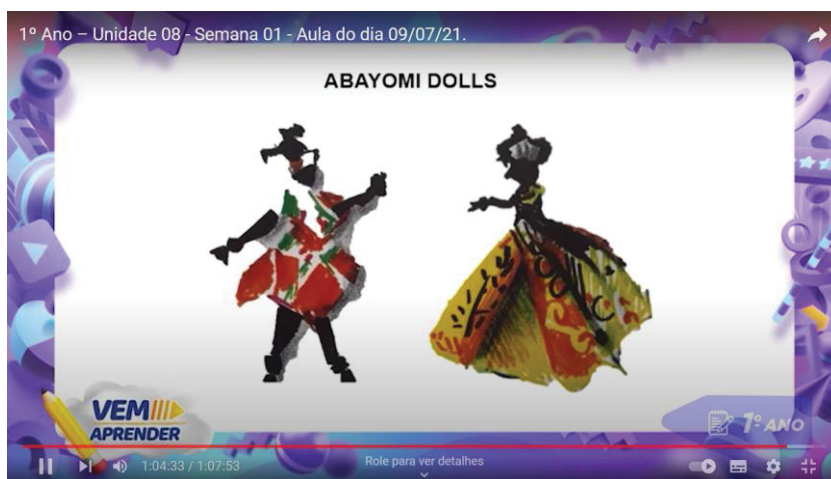 1º Ano – Unidade 08 - Semana 01 - Aula do dia 09/07/21.
ABAYOMI DOLLS
VEM
APRENDER
1º ANO
1:04:33 / 1:07:53
Role para ver detalhes